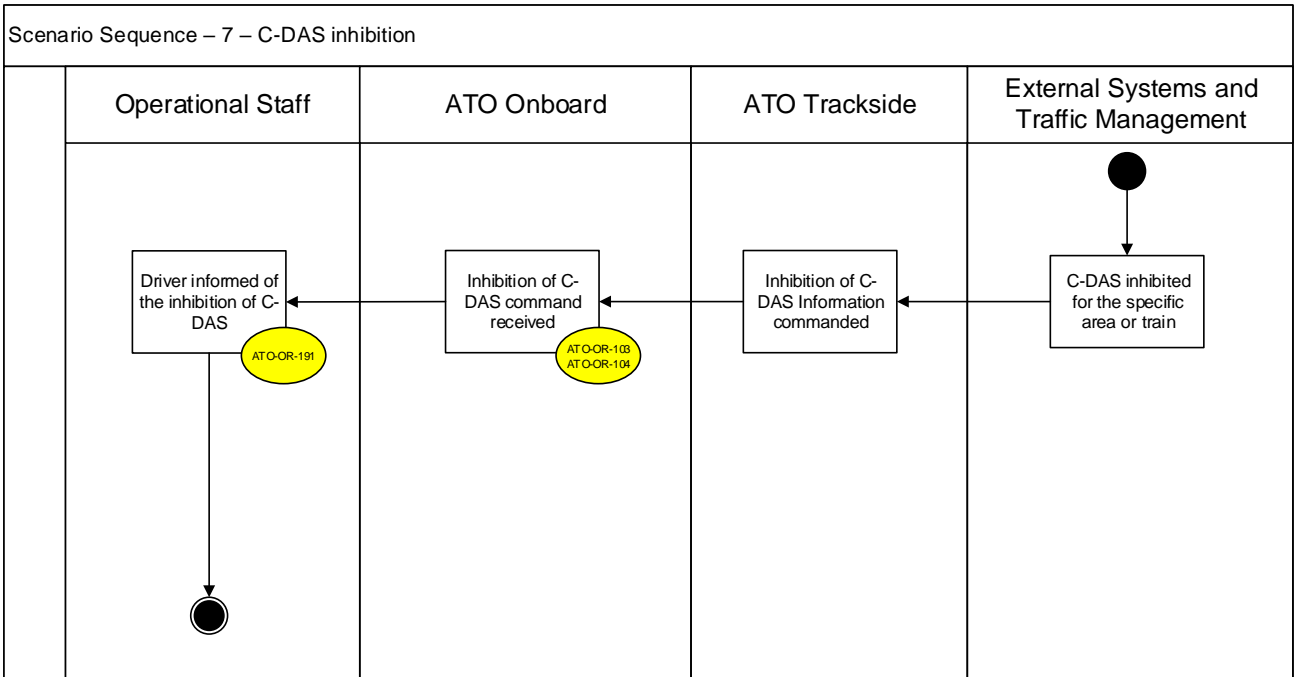 Scenario Sequence – 7 – C-DAS inhibition
Operational Staff
ATO Onboard
ATO Trackside
External Systems and
Traffic Management
Driver informed of
the inhibition of C-
DAS
ATO-OR-191
Inhibition of C-
DAS command
received
ATO-OR-103
ATO-OR-104
Inhibition of C-
DAS Information
commanded
C-DAS inhibited
for the specific
area or train